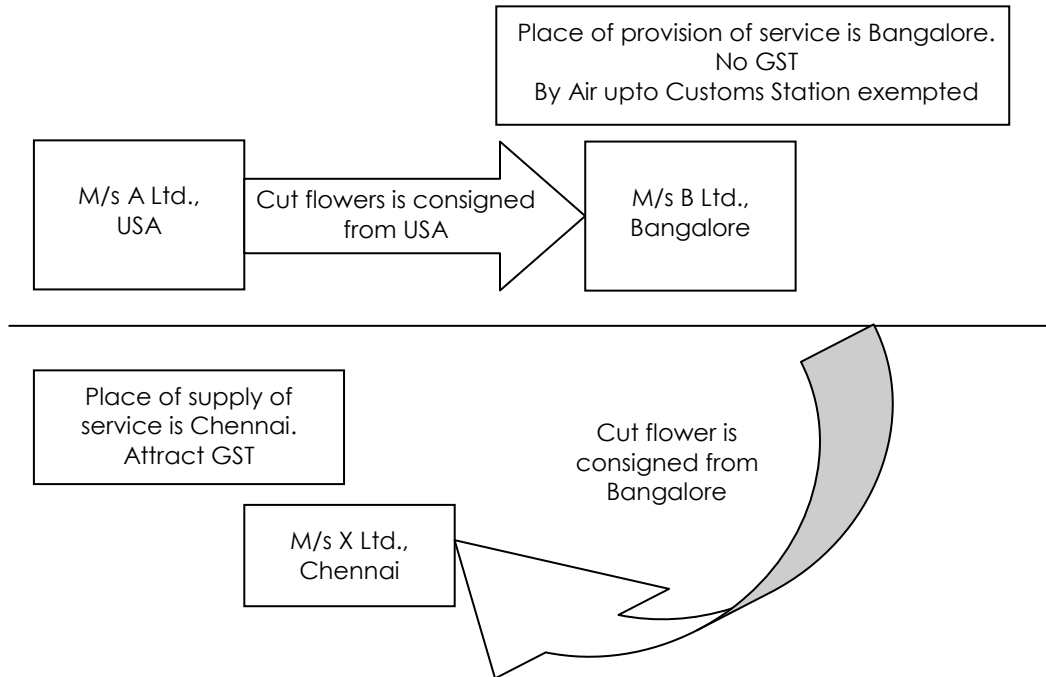 Place of provision of service is Bangalore.
No GST
By Air upto Customs Station exempted
M/s A Ltd.,
USA
Cut flowers is consigned
from USA
M/s B Ltd.,
Bangalore
Place of supply of
service is Chennai.
Attract GST
Cut flower is
consigned from
Bangalore
M/s X Ltd.,
Chennai